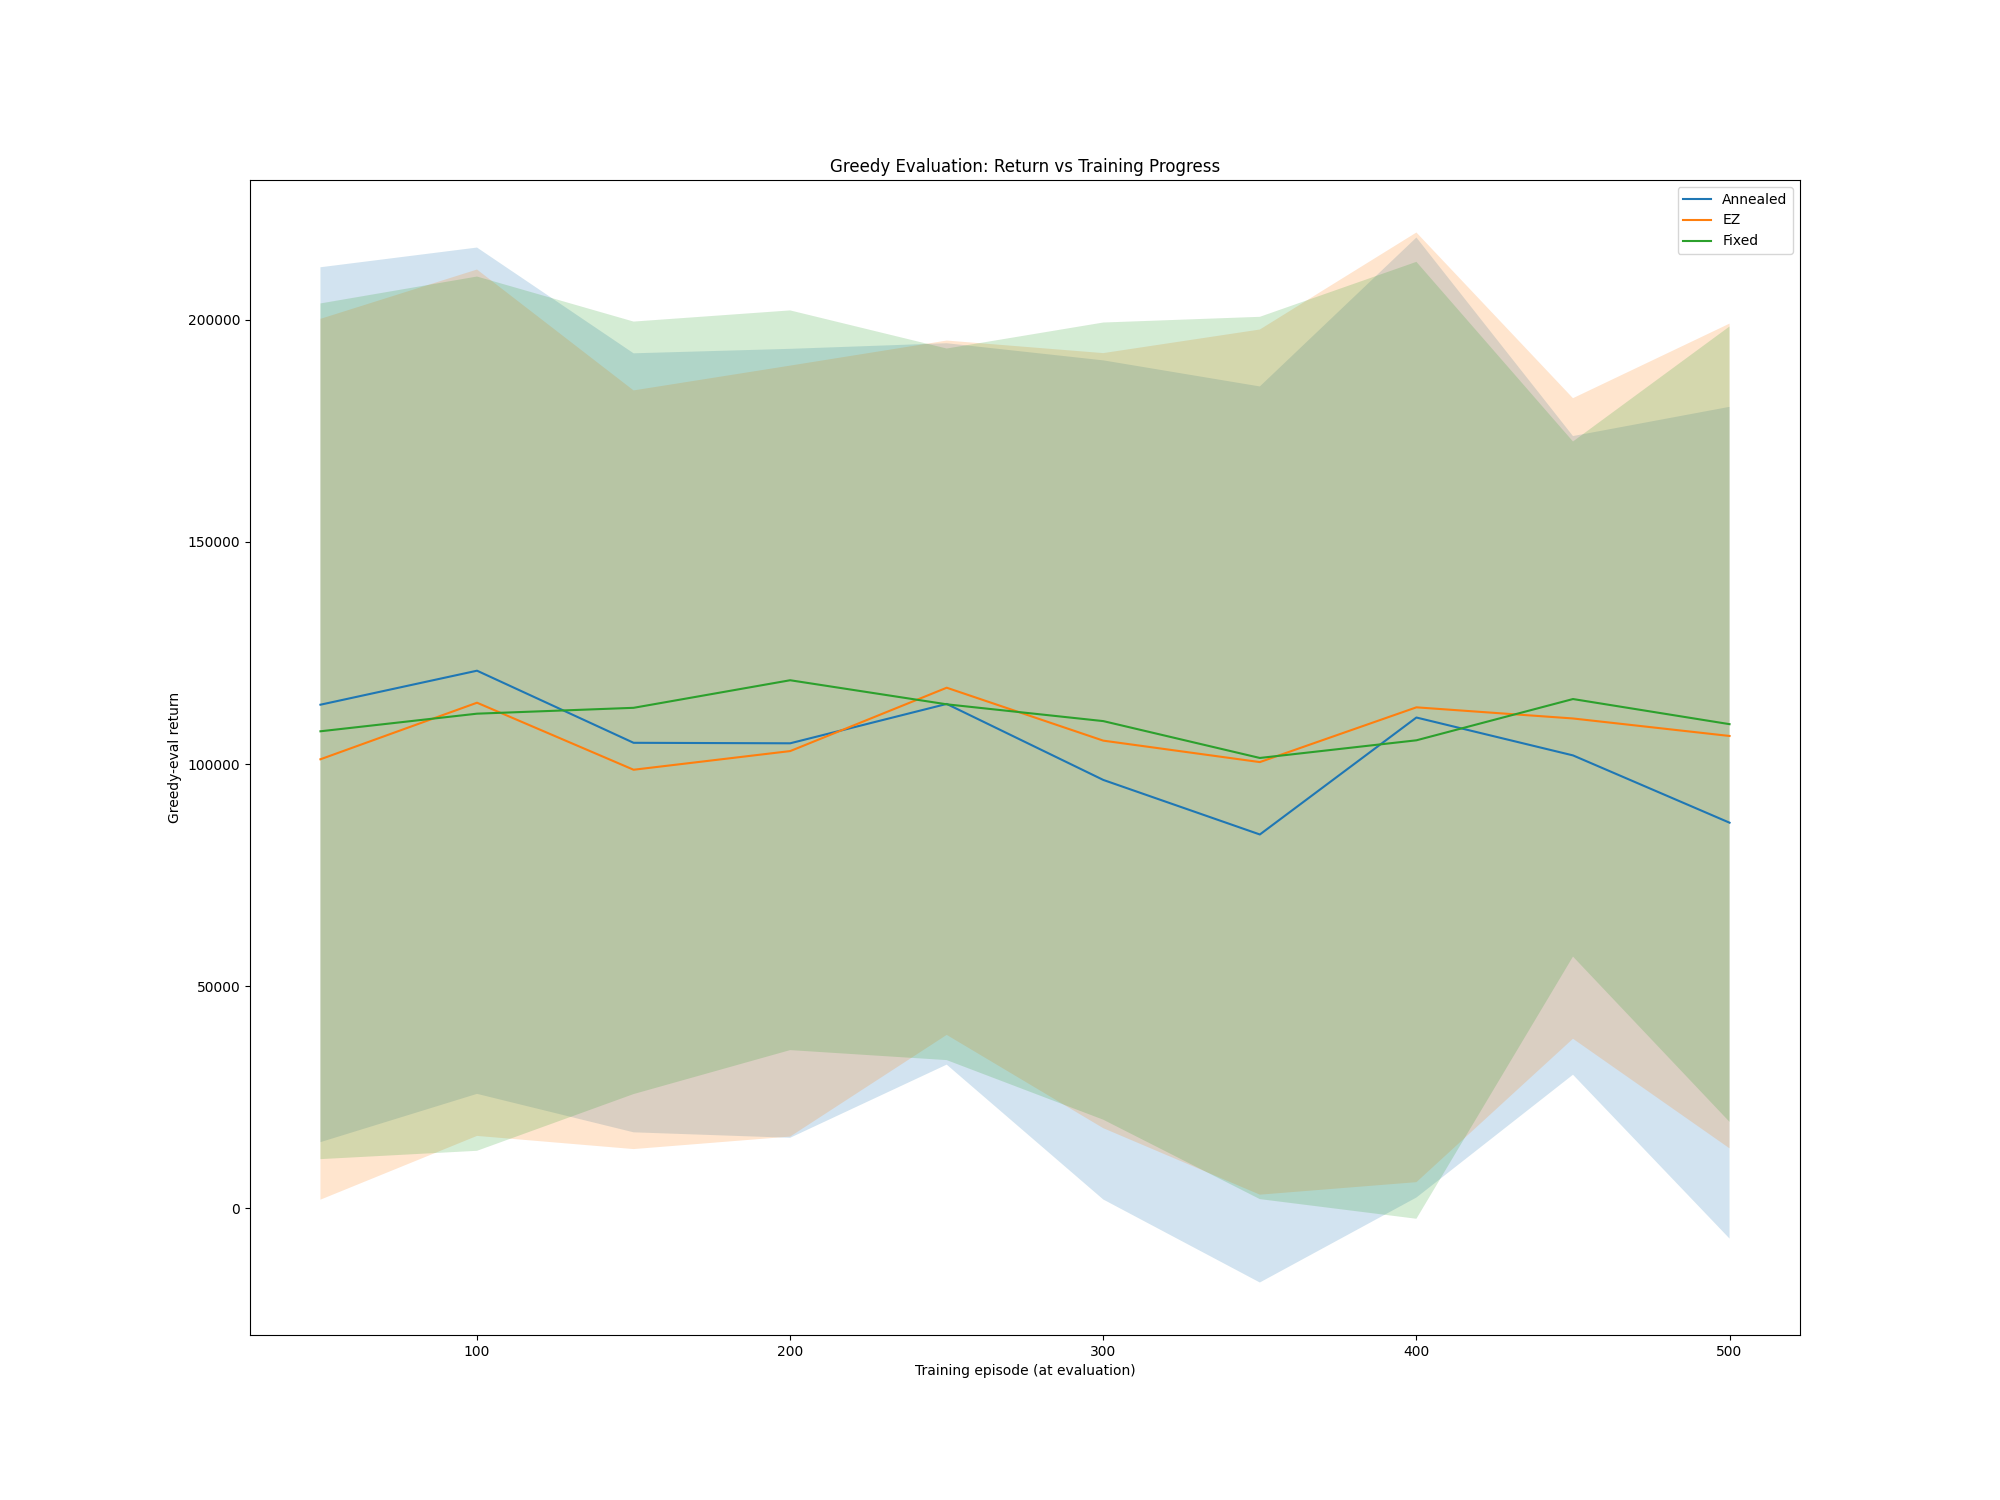 Greedy Evaluation: Return vs Training Progress
Annealed
EZ
Fixed
200000
150000
100000
50000
0
Greedy-eval return
100
200
300
400
500
Training episode (at evaluation)